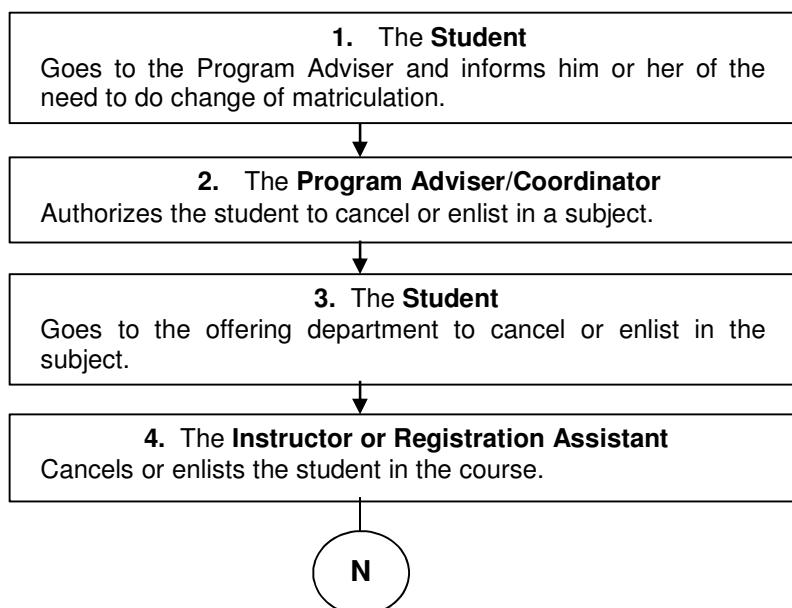 1. The Student
Goes to the Program Adviser and informs him or her of the
need to do change of matriculation.
2. The Program Adviser/Coordinator
Authorizes the student to cancel or enlist in a subject.
3. The Student
Goes to the offering department to cancel or enlist in the
subject.
4. The Instructor or Registration Assistant
Cancels or enlists the student in the course.
N